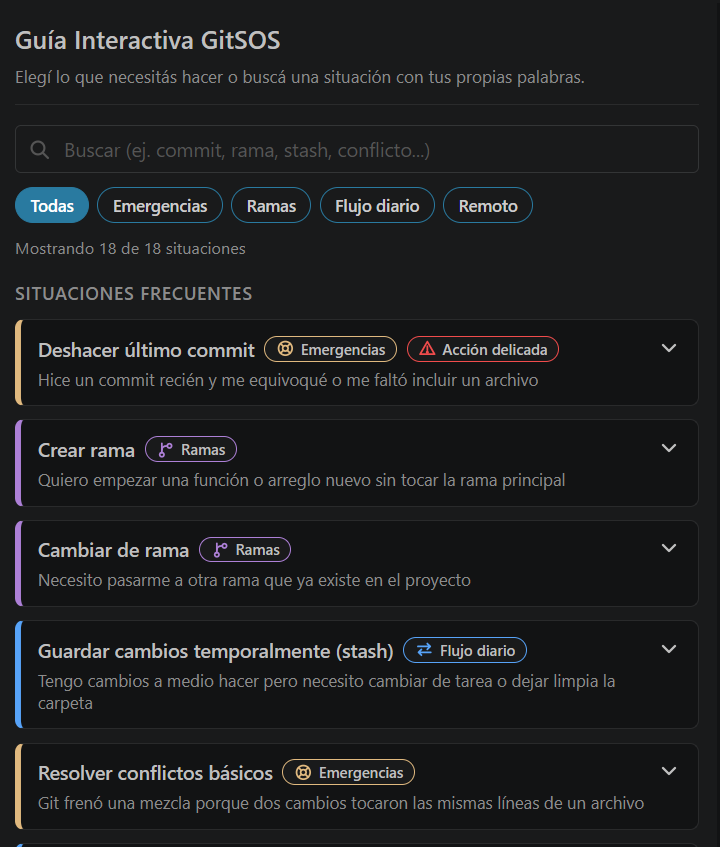 Guía Interactiva GitSOS
Elegí lo que necesitás hacer o buscá una situación con tus propias palabras.
Buscar (ej. commit, rama, stash, conflicto...)
Todas Emergencias Ramas Flujo diario Remoto
Mostrando 18 de 18 situaciones
SITUACIONES FRECUENTES
Deshacer último commit Emergencias Acción delicada
Hice un commit recién y me equivoqué o me faltó incluir un archivo
Crear rama Ramas
Quiero empezar una función o arreglo nuevo sin tocar la rama principal
Cambiar de rama Ramas
Necesito pasarme a otra rama que ya existe en el proyecto
Guardar cambios temporalmente (stash) Flujo diario
Tengo cambios a medio hacer pero necesito cambiar de tarea o dejar limpia la
carpeta
Resolver conflictos básicos Emergencias
Git frenó una mezcla porque dos cambios tocaron las mismas líneas de un archivo